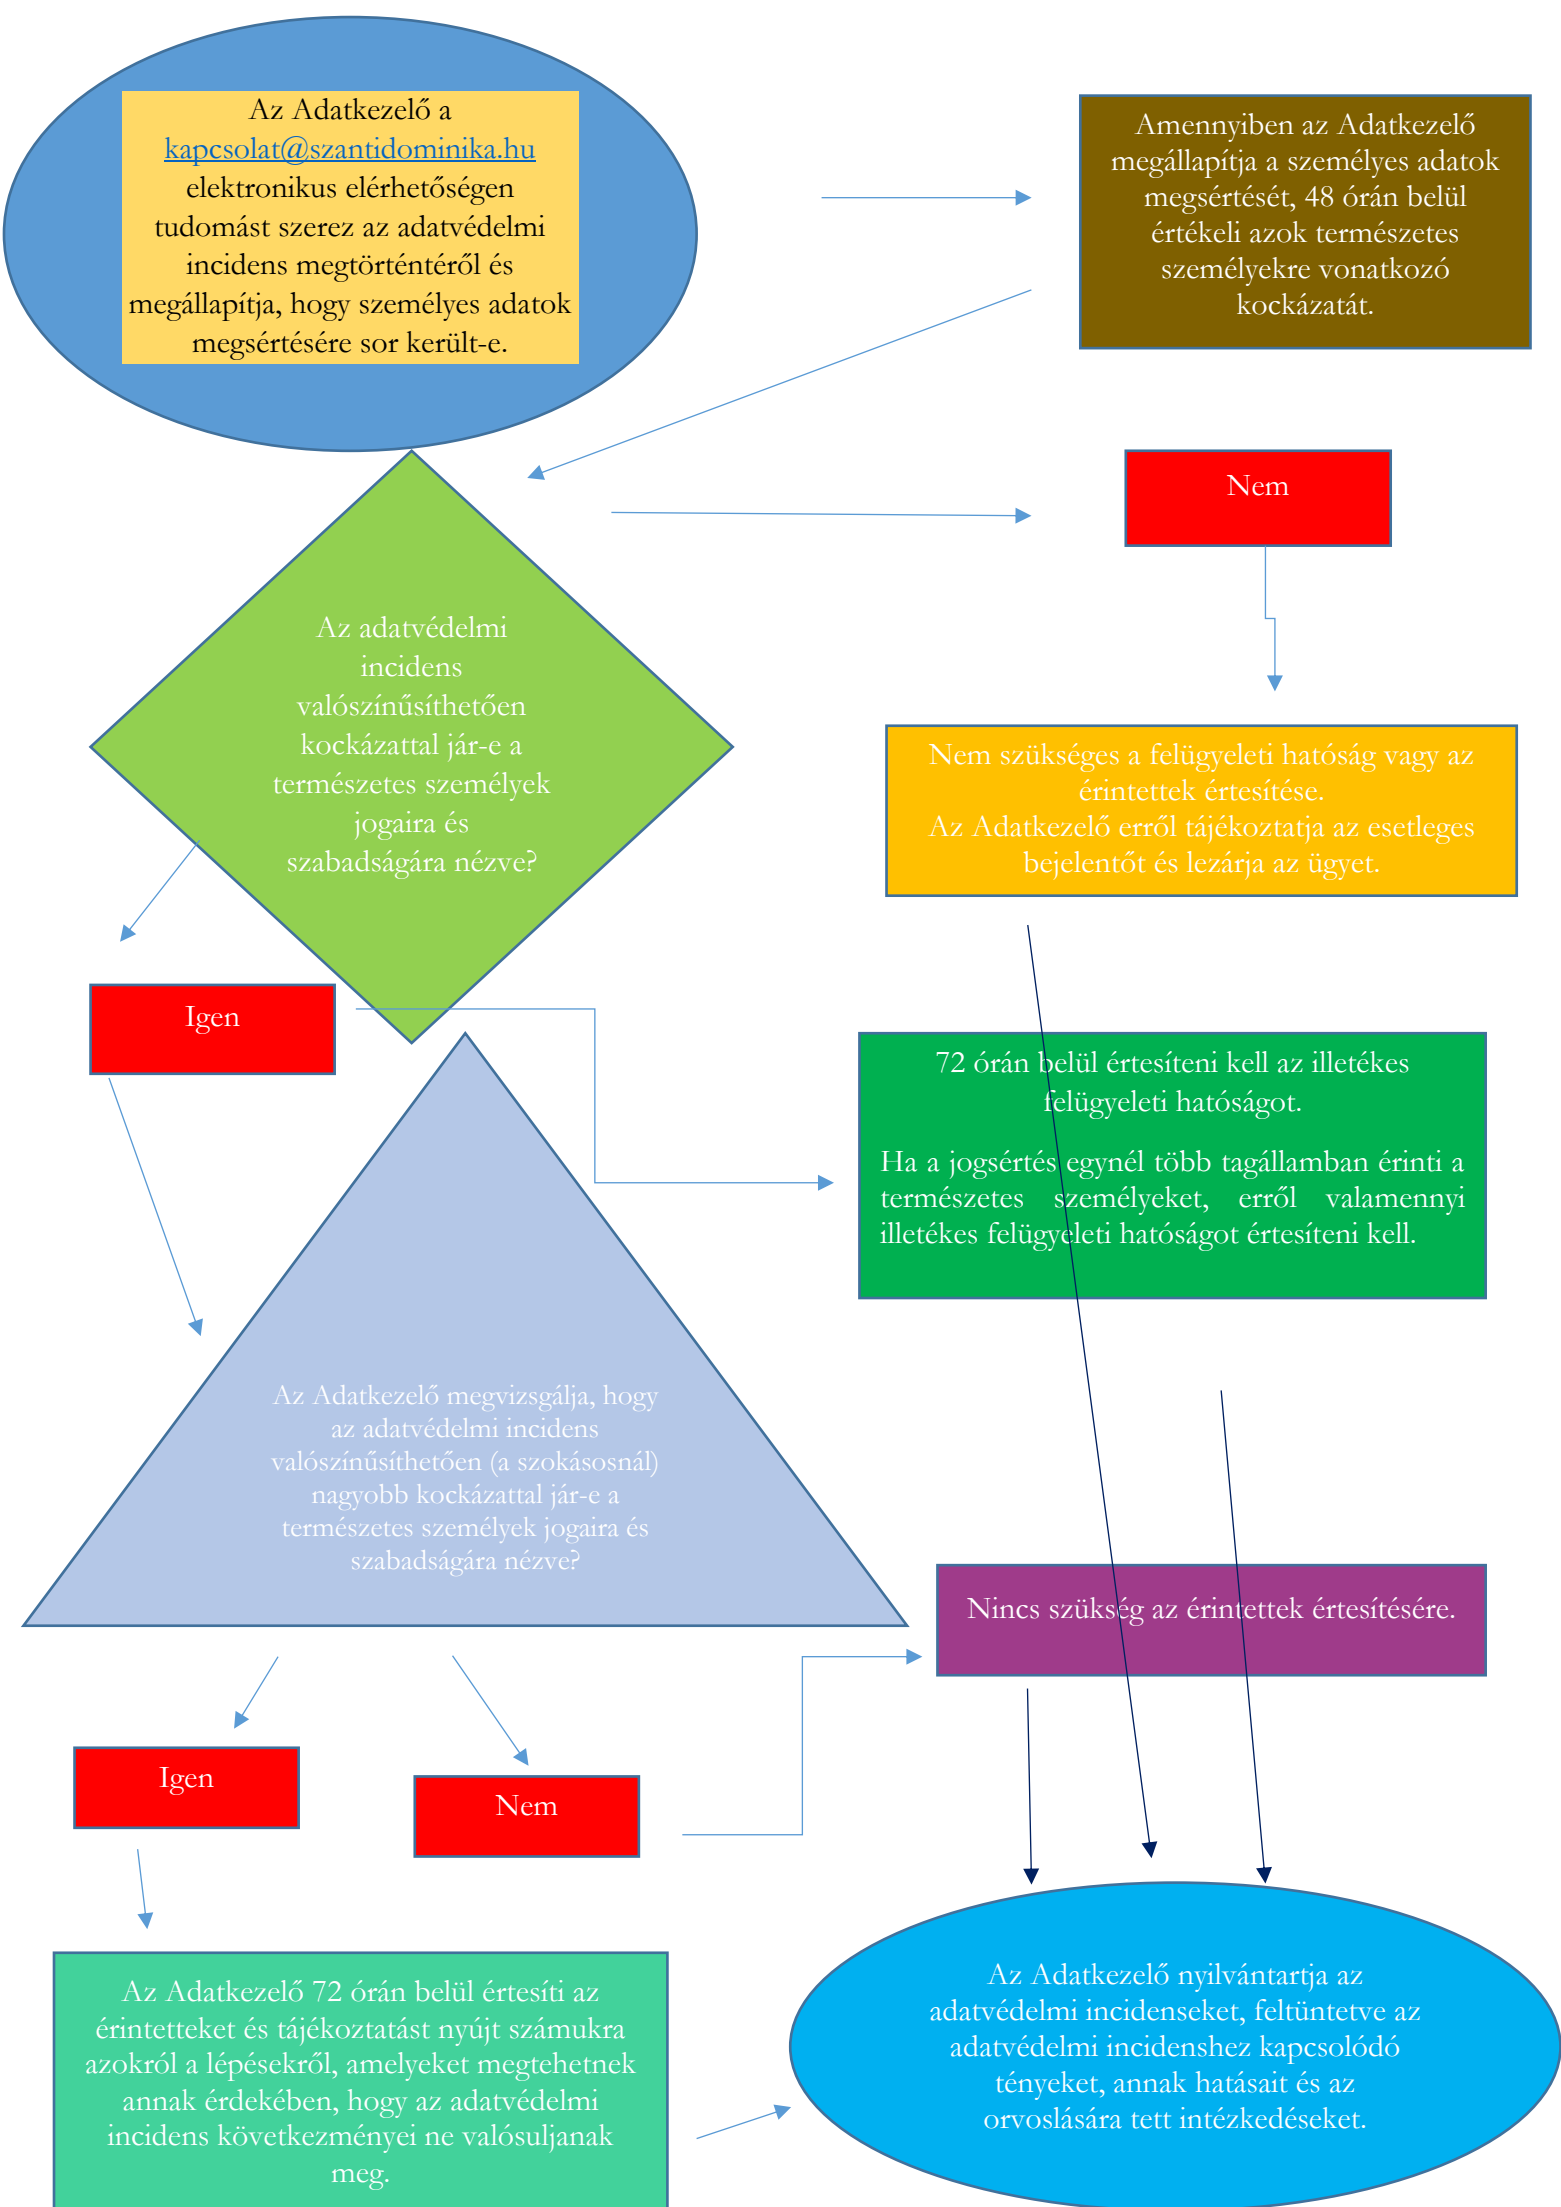 Az Adatkezelő a
kapcsolat@szantidominika.hu
elektronikus elérhetőségen
tudomást szerez az adatvédelmi
incidens megtörténtéről és
megállapítja, hogy személyes adatok
megsértésére sor került-e.
Amennyiben az Adatkezelő
megállapítja a személyes adatok
megsértését, 48 órán belül
értékeli azok természetes
személyekre vonatkozó
kockázatát.
Nem
Az adatvédelmi
incidens
valószínűsíthetően
kockázattal jár-e a
természetes személyek
jogaira és
szabadságára nézve?
Nem szükséges a felügyeleti hatóság vagy az
érintettek értesítése.
Az Adatkezelő erről tájékoztatja az esetleges
bejelentőt és lezárja az ügyet.
Igen
72 órán belül értesíteni kell az illetékes
felügyeleti hatóságot.
Ha a jogsértés egynél több tagállamban érinti a
természetes személyeket, erről valamennyi
illetékes felügyeleti hatóságot értesíteni kell.
Az Adatkezelő megvizsgálja, hogy
az adatvédelmi incidens
valószínűsíthetően (a szokásosnál)
nagyobb kockázattal jár-e a
természetes személyek jogaira és
szabadságára nézve?
Nincs szükség az érintettek értesítésére.
Igen
Nem
Az Adatkezelő 72 órán belül értesíti az
érintetteket és tájékoztatást nyújt számukra
azokról a lépésekről, amelyeket megtehetnek
annak érdekében, hogy az adatvédelmi
incidens következményei ne valósuljanak
meg.
Az Adatkezelő nyilvántartja az
adatvédelmi incidenseket, feltüntetve az
adatvédelmi incidenshez kapcsolódó
tényeket, annak hatásait és az
orvoslására tett intézkedéseket.